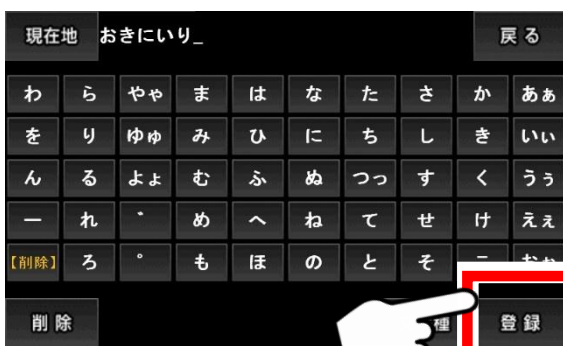 現在地 おきにいり_ 戻る
わ ら やゃ ま は な た さ か あぁ
を り ゆゅ み ひ に ち し き いぃ
ん る よょ む ふ ぬ つっ す く うぅ
ー れ ゛ め へ ね て せ け えぇ
【削除】 ろ ゜ も ほ の と そ こ おぉ
削除 種 登録